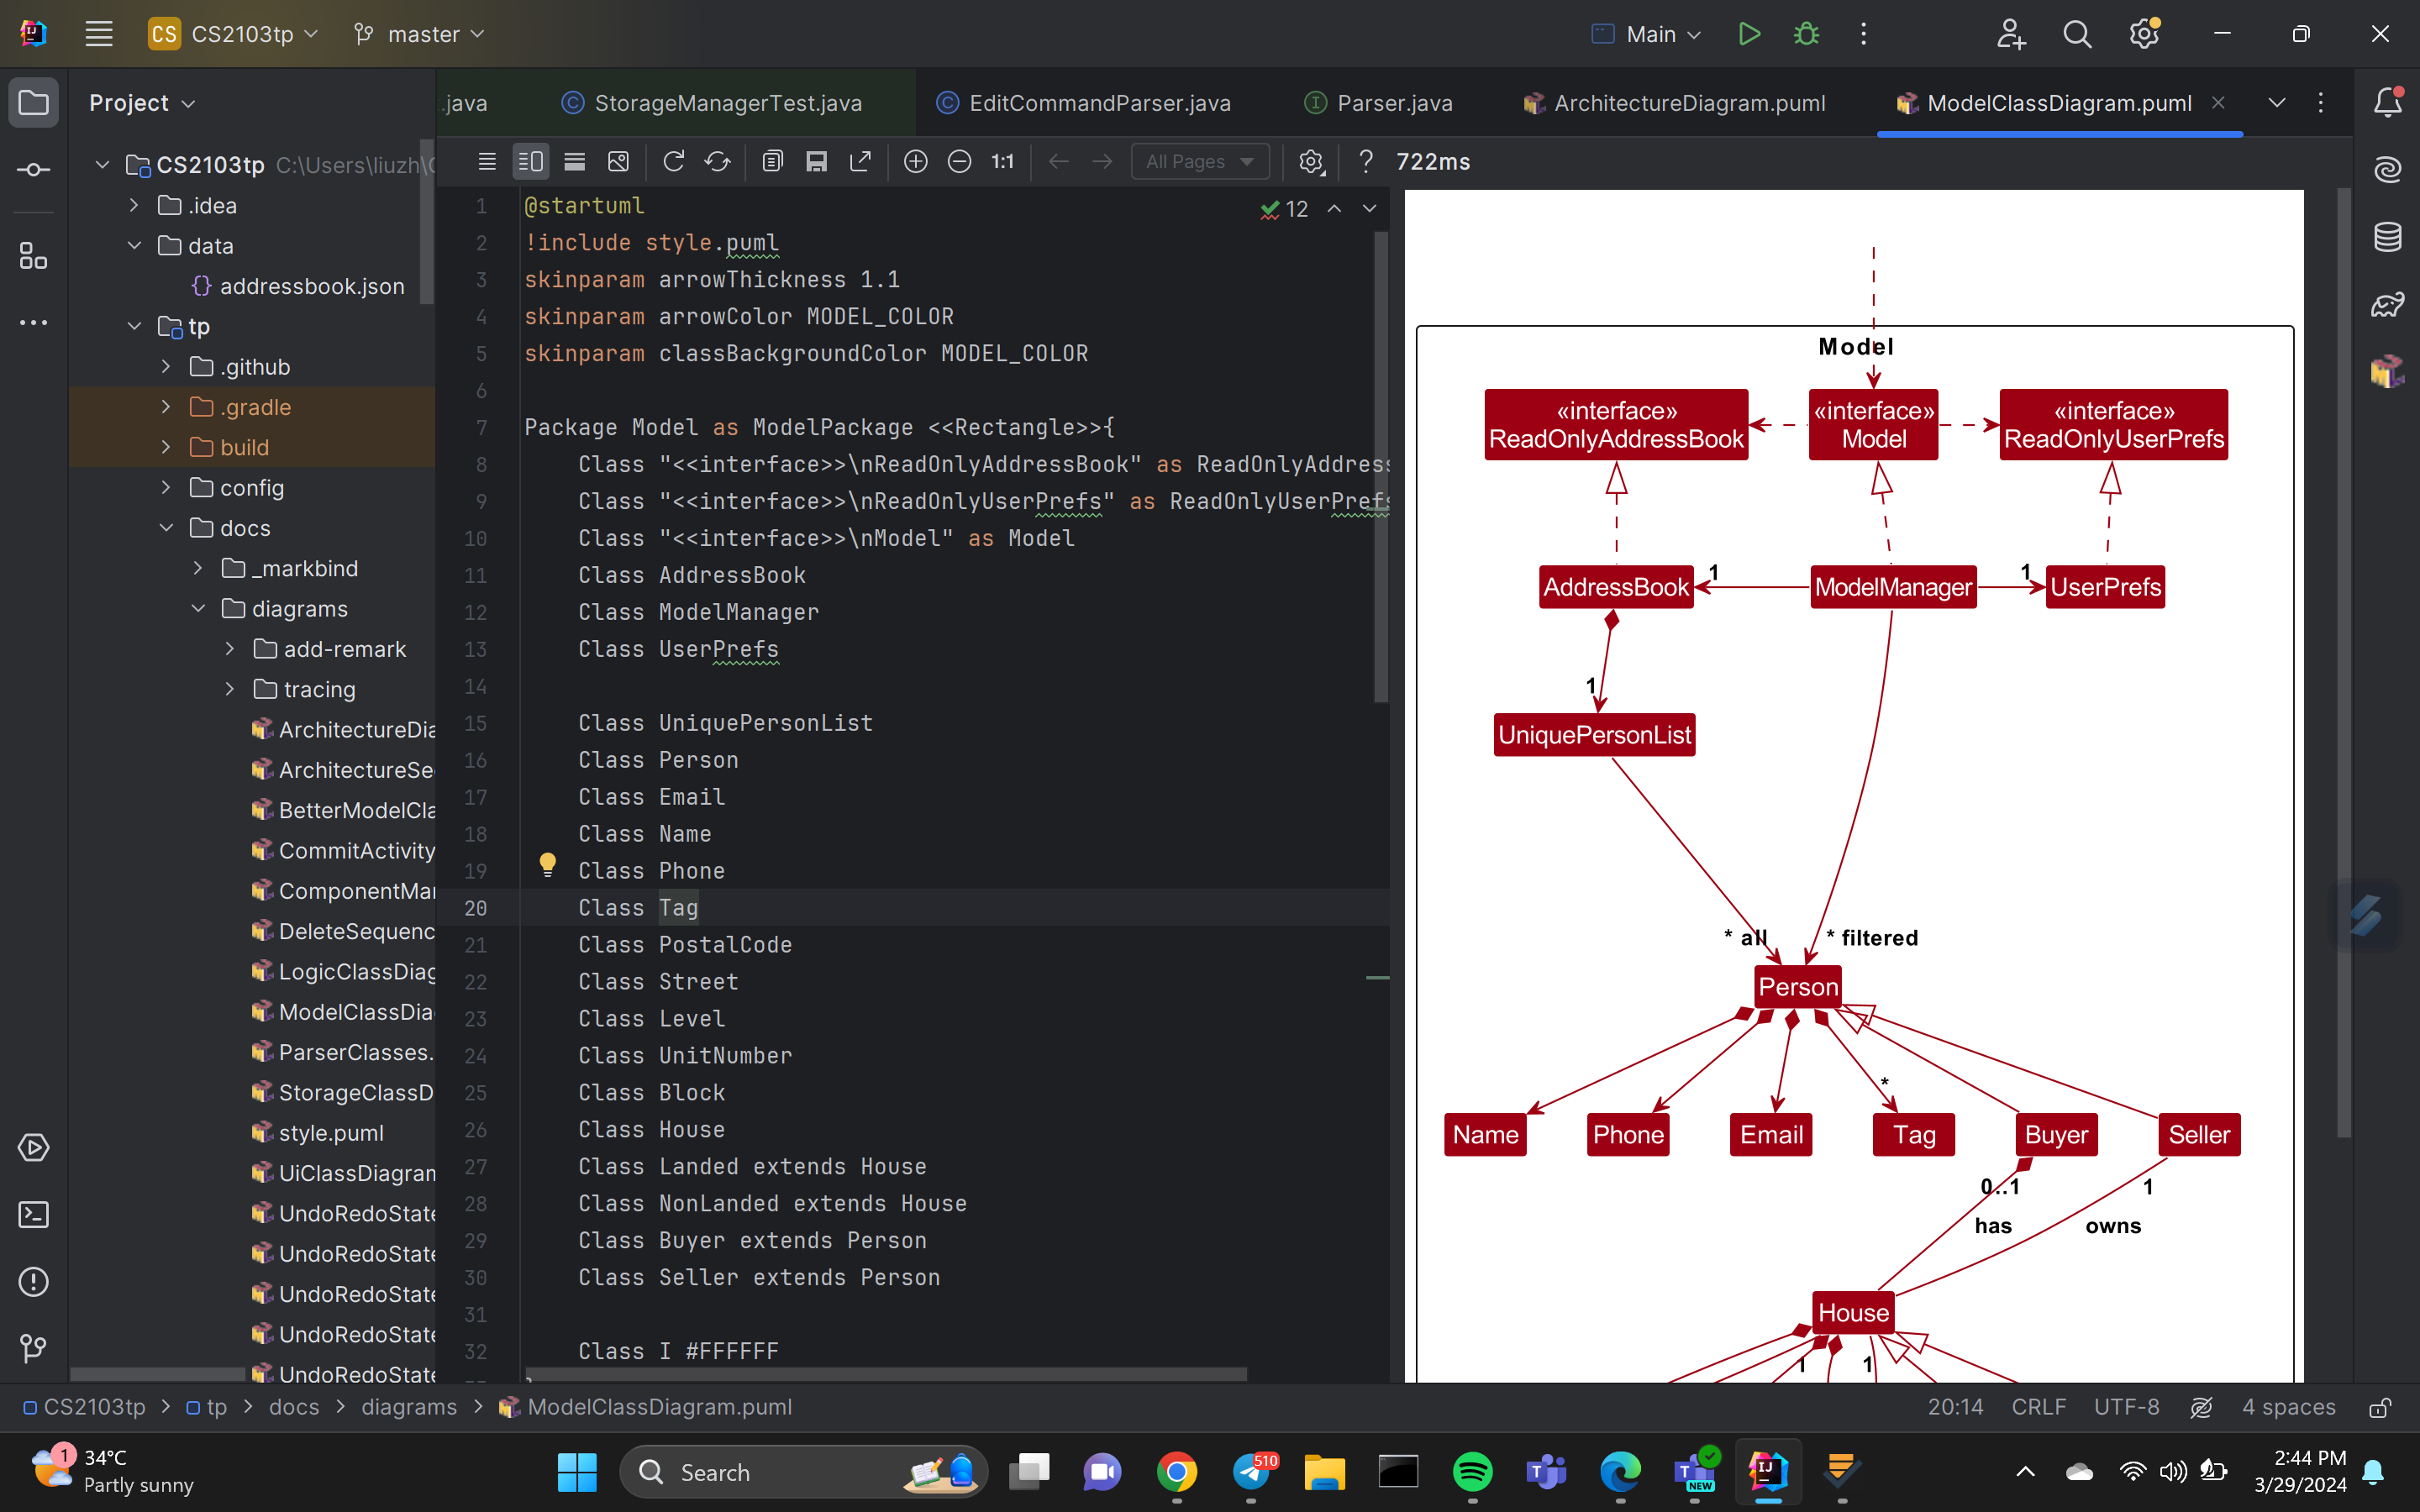 CS CS2103tp master Main
Project
.java StorageManagerTest.java EditCommandParser.java Parser.java ArchitectureDiagram.puml ModelClassDiagram.puml
1:1 All Pages ? 722ms
CS2103tp C:\Users\liuzh\
.idea
data
addressbook.json
tp
.github
.gradle
build
config
docs
_markbind
diagrams
add-remark
tracing
ArchitectureDia
ArchitectureSe
BetterModelCla
CommitActivity
ComponentMa
DeleteSequenc
LogicClassDiag
ModelClassDia
ParserClasses.
StorageClassD
style.puml
UiClassDiagram
UndoRedoState
UndoRedoState
UndoRedoState
UndoRedoState
UndoRedoState
12
1 @startuml
2 !include style.puml
3 skinparam arrowThickness 1.1
4 skinparam arrowColor MODEL_COLOR
5 skinparam classBackgroundColor MODEL_COLOR
6
7 Package Model as ModelPackage <<Rectangle>>{
8 Class "<<interface>>\nReadOnlyAddressBook" as ReadOnlyAddress
9 Class "<<interface>>\nReadOnlyUserPrefs" as ReadOnlyUserPrefs
10 Class "<<interface>>\nModel" as Model
11 Class AddressBook
12 Class ModelManager
13 Class UserPrefs
14
15 Class UniquePersonList
16 Class Person
17 Class Email
18 Class Name
19 Class Phone
20 Class Tag
21 Class PostalCode
22 Class Street
23 Class Level
24 Class UnitNumber
25 Class Block
26 Class House
27 Class Landed extends House
28 Class NonLanded extends House
29 Class Buyer extends Person
30 Class Seller extends Person
31
32 Class I #FFFFFF
Model
«interface»
ReadOnlyAddressBook
«interface»
Model
«interface»
ReadOnlyUserPrefs
AddressBook 1 ModelManager 1 UserPrefs
1
UniquePersonList
* all * filtered
Person
*
Name Phone Email Tag Buyer Seller
0..1 1
has owns
House
1 1
CS2103tp > tp > docs > diagrams > ModelClassDiagram.puml 20:14 CRLF UTF-8 4 spaces
1 34°C
Partly sunny
Search
510
NEW
2:44 PM
3/29/2024